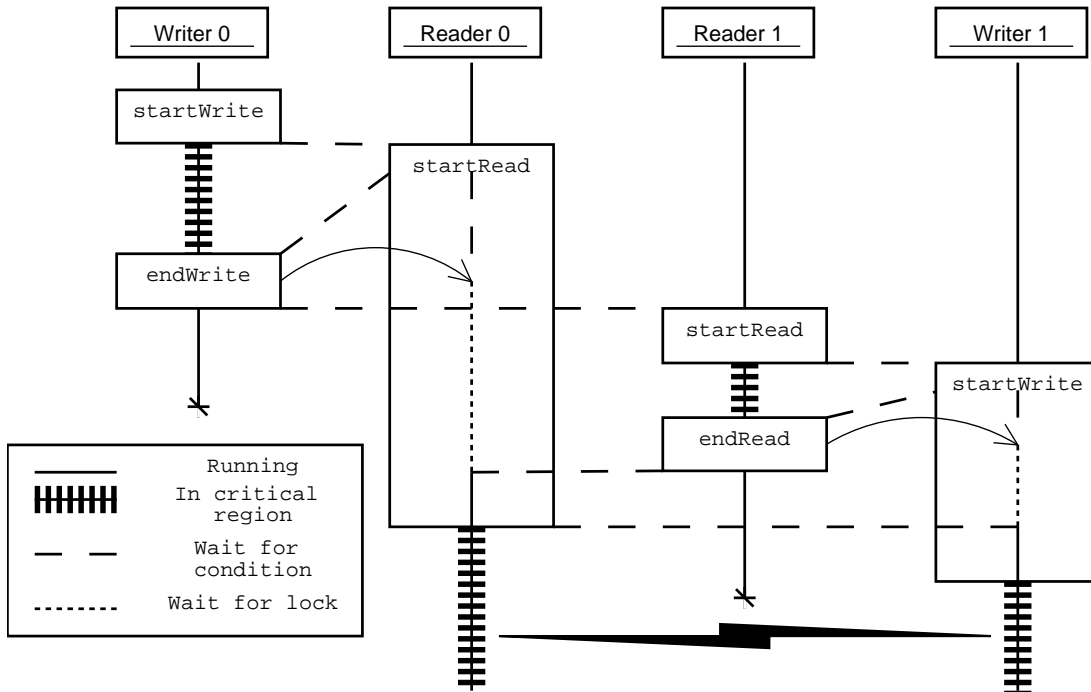 Writer 0
Reader 0
Reader 1
Writer 1
startWrite
startRead
endWrite
startRead
startWrite
endRead
Running
In critical
region
Wait for
condition
Wait for lock